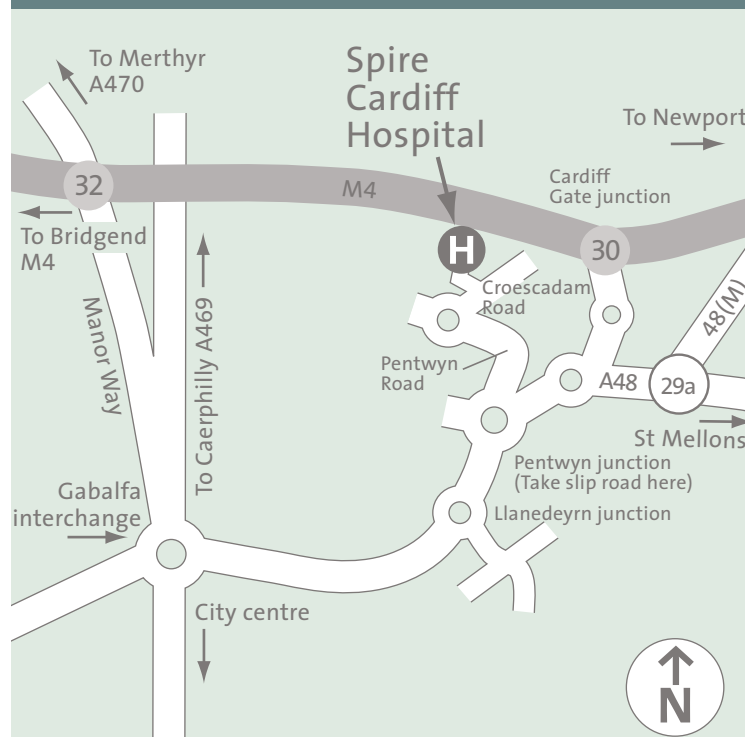 To Merthyr
A470
Spire
Cardiff
Hospital
To Newport
Cardiff
Gate junction
32
M4
To Bridgend
M4
H
30
Croescadarn
Road
48(M)
Manor Way
To Caerphilly A469
Pentwyn
Road
A48
29a
St Mellons
Pentwyn junction
(Take slip road here)
Gabalfa
interchange
Llanedeyrn junction
City centre
N